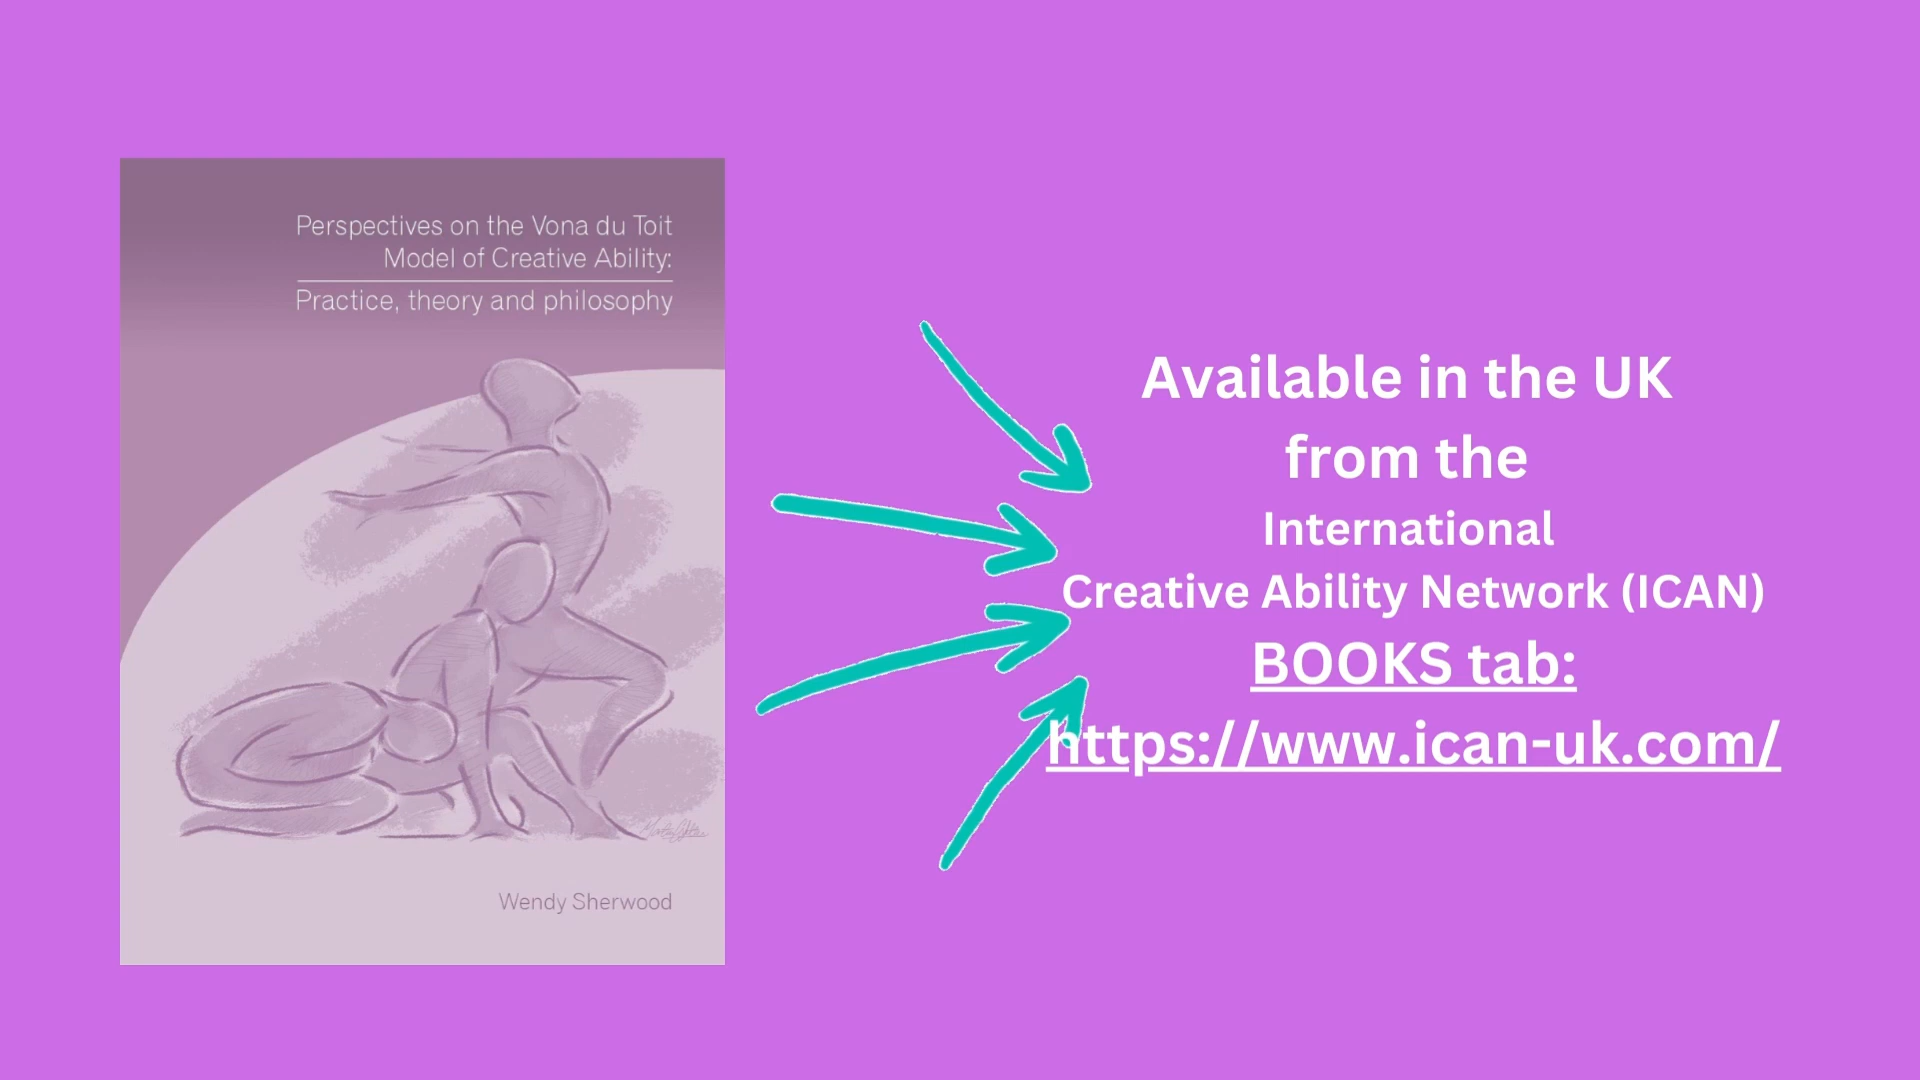 Perspectives on the Vona du Toit
Model of Creative Ability:
Practice, theory and philosophy
Wendy Sherwood
Available in the UK
from the
International
Creative Ability Network (ICAN)
BOOKS tab:
https://www.ican-uk.com/